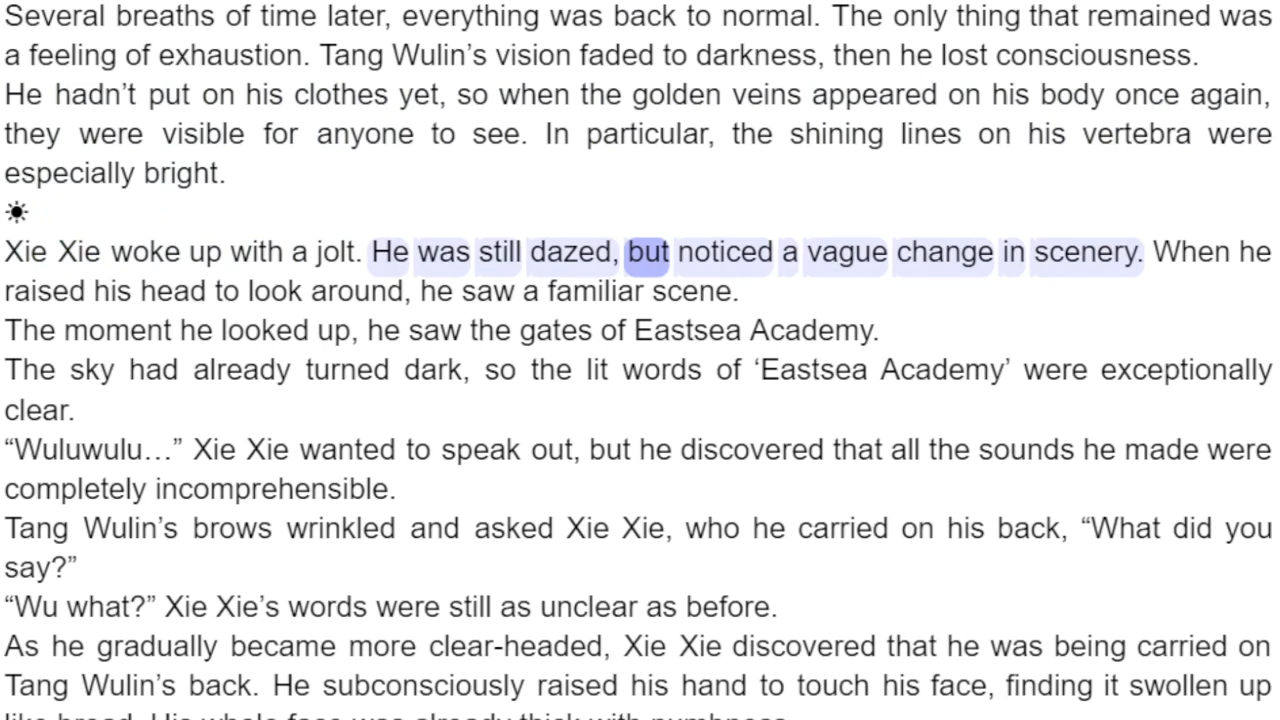 Several breaths of time later, everything was back to normal. The only thing that remained was
a feeling of exhaustion. Tang Wulin’s vision faded to darkness, then he lost consciousness.
He hadn’t put on his clothes yet, so when the golden veins appeared on his body once again,
they were visible for anyone to see. In particular, the shining lines on his vertebra were
especially bright.
☀
Xie Xie woke up with a jolt. He was still dazed, but noticed a vague change in scenery. When he
raised his head to look around, he saw a familiar scene.
The moment he looked up, he saw the gates of Eastsea Academy.
The sky had already turned dark, so the lit words of ‘Eastsea Academy’ were exceptionally
clear.
“Wuluwulu…” Xie Xie wanted to speak out, but he discovered that all the sounds he made were
completely incomprehensible.
Tang Wulin’s brows wrinkled and asked Xie Xie, who he carried on his back, “What did you
say?”
“Wu what?” Xie Xie’s words were still as unclear as before.
As he gradually became more clear-headed, Xie Xie discovered that he was being carried on
Tang Wulin’s back. He subconsciously raised his hand to touch his face, finding it swollen up
like bread. His whole face was already thick with numbness.